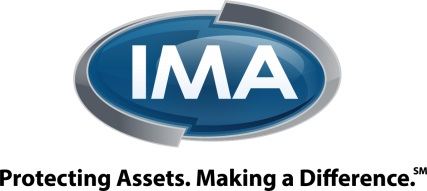 IMA
Protecting Assets. Making a Difference.℠